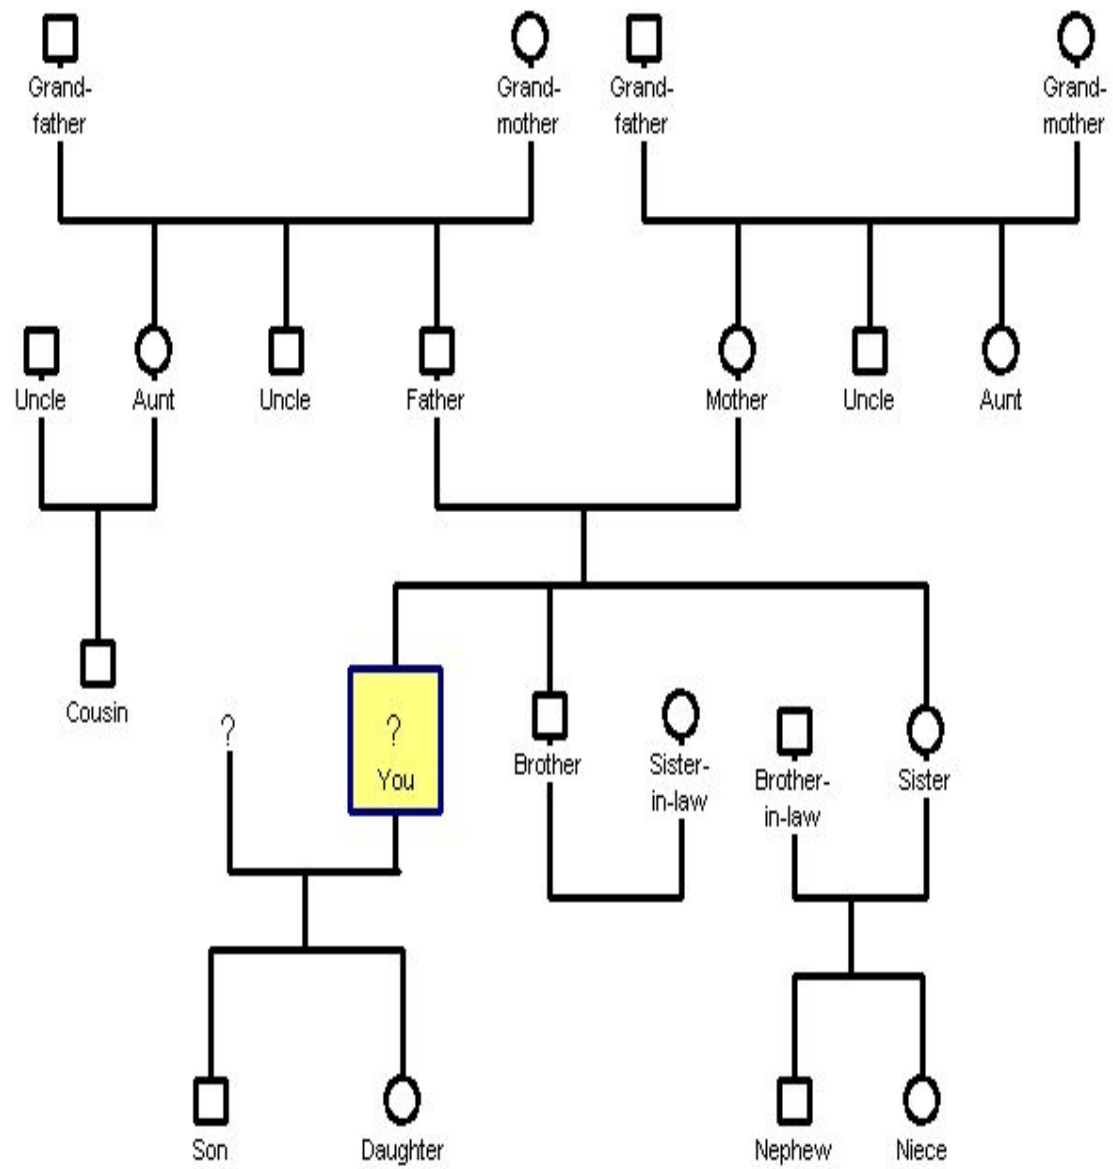 Grand-
father
Grand-
mother
Grand-
father
Grand-
mother
Uncle
Aunt
Uncle
Father
Mother
Uncle
Aunt
Cousin
?
?
You
Brother
Sister-
in-law
Brother-
in-law
Sister
Son
Daughter
Nephew
Niece